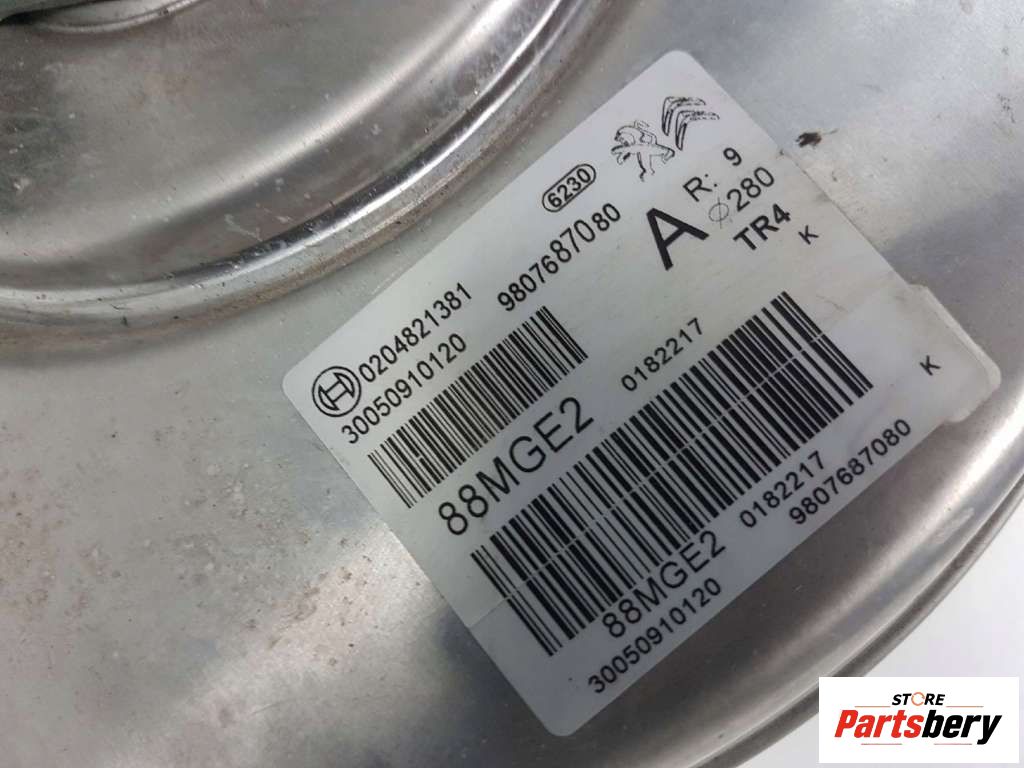 6230
0204821381 9807687080
30050910120
A
R: 9
⌀280
TR4
K
88MGE2
0182217
88MGE2 0182217
30050910120 9807687080 K
STORE
Partsbery